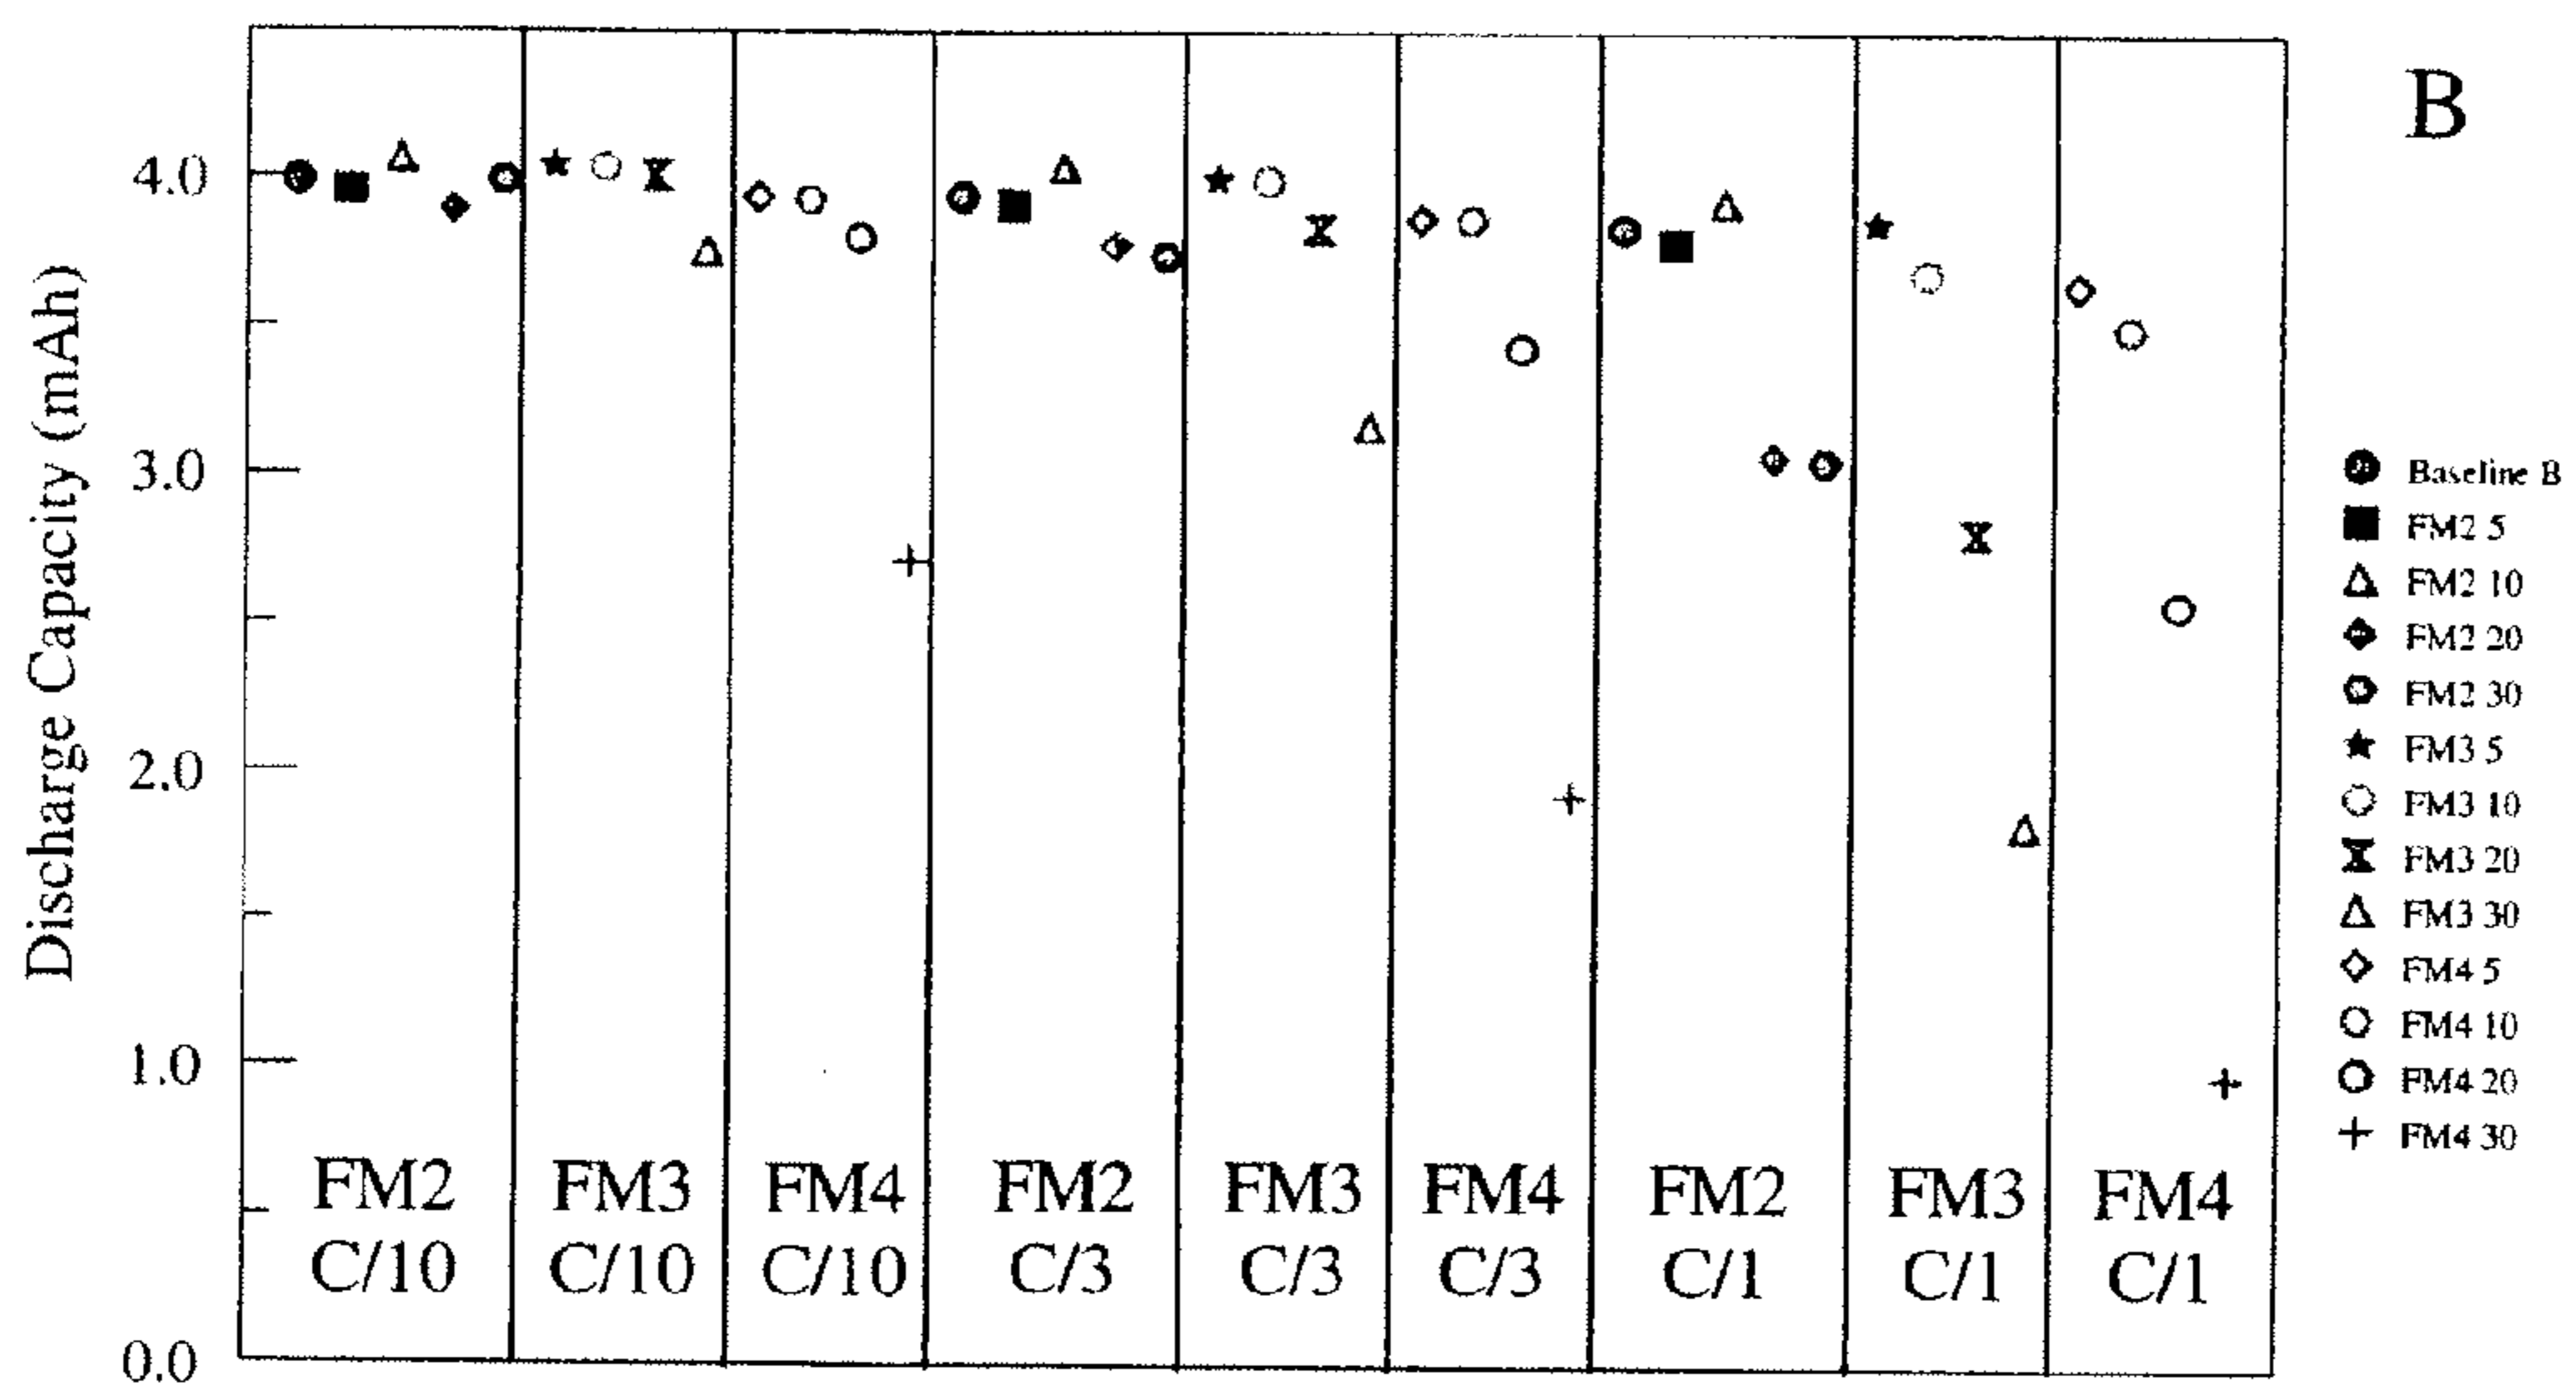 B
Discharge Capacity (mAh)
4.0
3.0
2.0
1.0
0.0
FM2
C/10
FM3
C/10
FM4
C/10
FM2
C/3
FM3
C/3
FM4
C/3
FM2
C/1
FM3
C/1
FM4
C/1
Baseline B
FM2 5
FM2 10
FM2 20
FM2 30
FM3 5
FM3 10
FM3 20
FM3 30
FM4 5
FM4 10
FM4 20
FM4 30